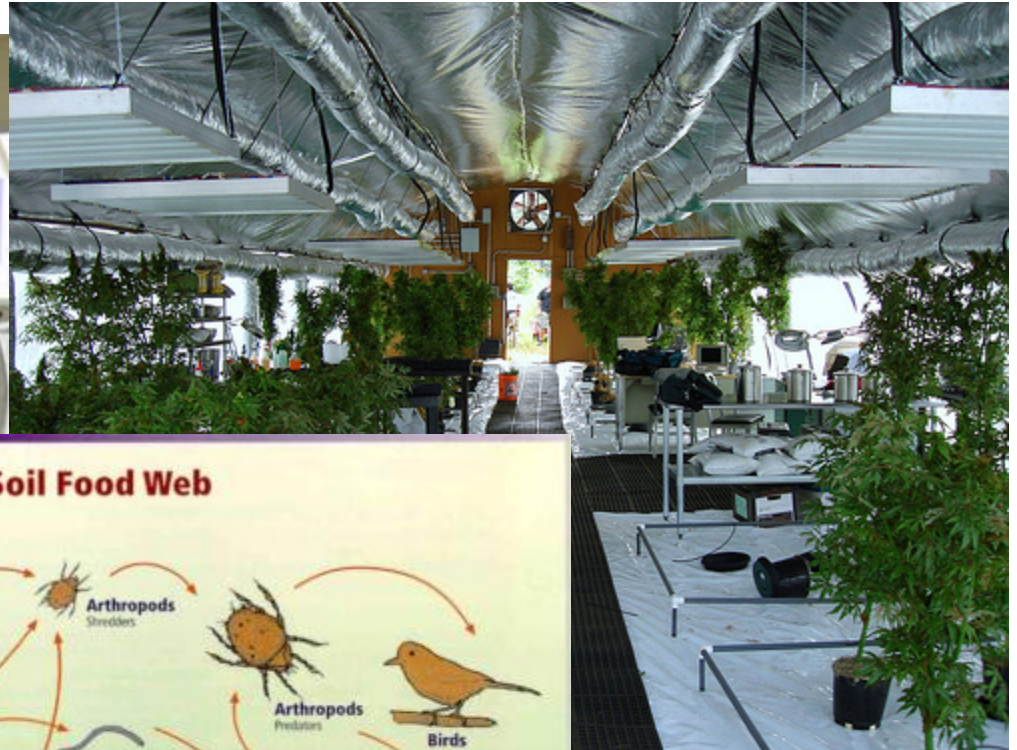 Soil Food Web
Arthropods
Shredders
Arthropods
Predators
Birds